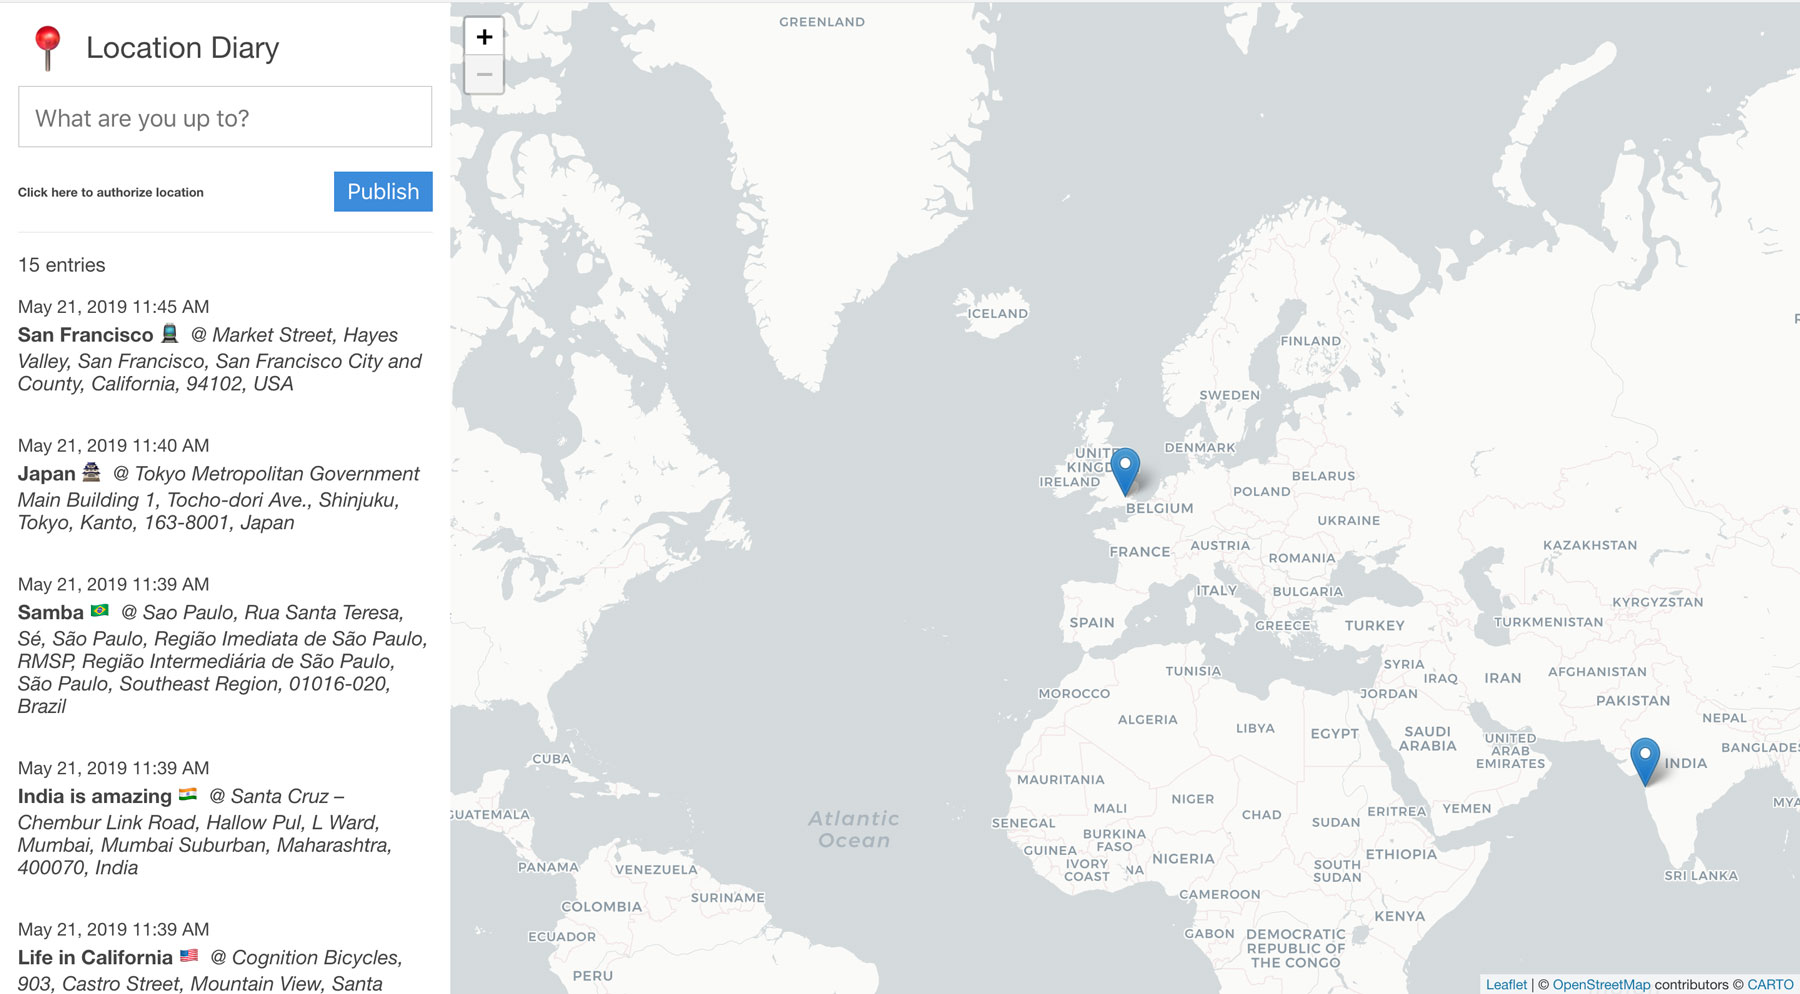 Location Diary
What are you up to?
Click here to authorize location
Publish
15 entries
May 21, 2019 11:45 AM
San Francisco 🚊 @ Market Street, Hayes
Valley, San Francisco, San Francisco City and
County, California, 94102, USA
May 21, 2019 11:40 AM
Japan 🏯 @ Tokyo Metropolitan Government
Main Building 1, Tocho-dori Ave., Shinjuku,
Tokyo, Kanto, 163-8001, Japan
May 21, 2019 11:39 AM
Samba 🇧🇷 @ Sao Paulo, Rua Santa Teresa,
Sé, São Paulo, Região Imediata de São Paulo,
RMSP, Região Intermediária de São Paulo,
São Paulo, Southeast Region, 01016-020,
Brazil
May 21, 2019 11:39 AM
India is amazing 🇮🇳 @ Santa Cruz –
Chembur Link Road, Hallow Pul, L Ward,
Mumbai, Mumbai Suburban, Maharashtra,
400070, India
May 21, 2019 11:39 AM
Life in California 🇺🇸 @ Cognition Bicycles,
903, Castro Street, Mountain View, Santa
+
−
GREENLAND
ICELAND
FINLAND
SWEDEN
DENMARK
UNIT
KINGD
IRELAND
BELARUS
POLAND
BELGIUM
UKRAINE
FRANCE
AUSTRIA
ROMANIA
KAZAKHSTAN
ITALY
BULGARIA
KYRGYZSTAN
SPAIN
GREECE
TURKEY
TURKMENISTAN
TUNISIA
SYRIA
IRAQ
IRAN
AFGHANISTAN
MOROCCO
JORDAN
PAKISTAN
ALGERIA
LIBYA
EGYPT
SAUDI
ARABIA
NEPAL
UNITED
ARAB
EMIRATES
BANGLADES
INDIA
CUBA
MAURITANIA
NIGER
MALI
CHAD
SUDAN
ERITREA
YEMEN
MYA
GUATEMALA
Atlantic
Ocean
SENEGAL
BURKINA
FASO
GUINEA
IVORY
COAST
NA
NIGERIA
SOUTH
SUDAN
ETHIOPIA
SRI LANKA
PANAMA
VENEZUELA
SURINAME
CAMEROON
COLOMBIA
KENYA
ECUADOR
GABON
DEMOCRATIC
REPUBLIC OF
THE CONGO
PERU
Leaflet | © OpenStreetMap contributors © CARTO